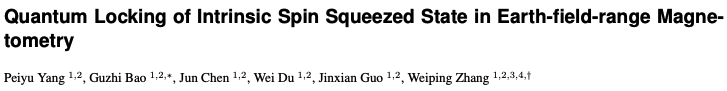 Quantum Locking of Intrinsic Spin Squeezed State in Earth-field-range Magne-
tometry
Peiyu Yang 1,2, Guzhi Bao 1,2,∗, Jun Chen 1,2, Wei Du 1,2, Jinxian Guo 1,2, Weiping Zhang 1,2,3,4,†